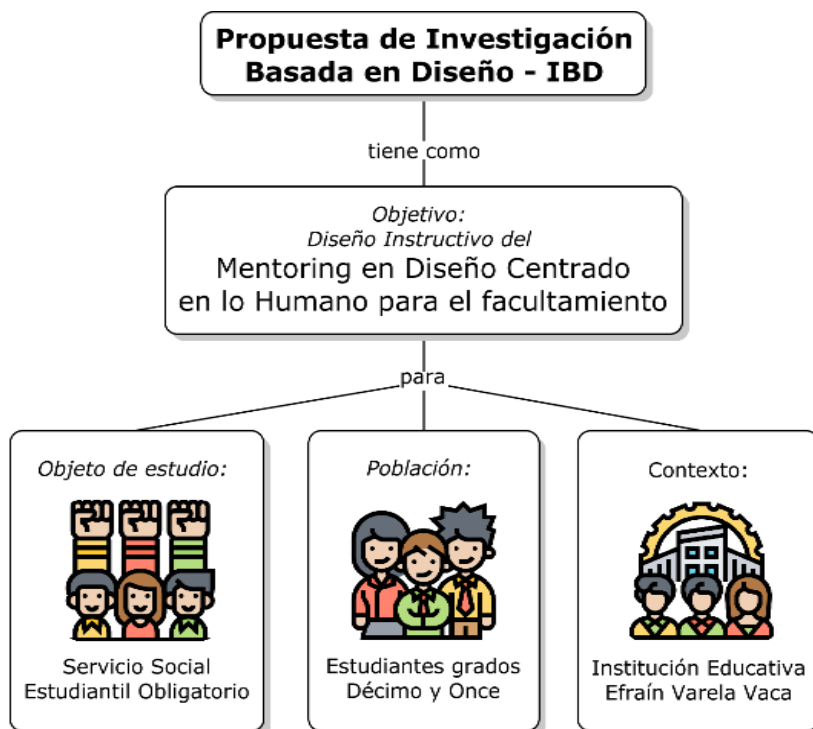 Propuesta de Investigación
Basada en Diseño - IBD
tiene como
Objetivo:
Diseño Instructivo del
Mentoring en Diseño Centrado
en lo Humano para el facultamiento
para
Objeto de estudio:
Servicio Social
Estudiantil Obligatorio
Población:
Estudiantes grados
Décimo y Once
Contexto:
Institución Educativa
Efraín Varela Vaca